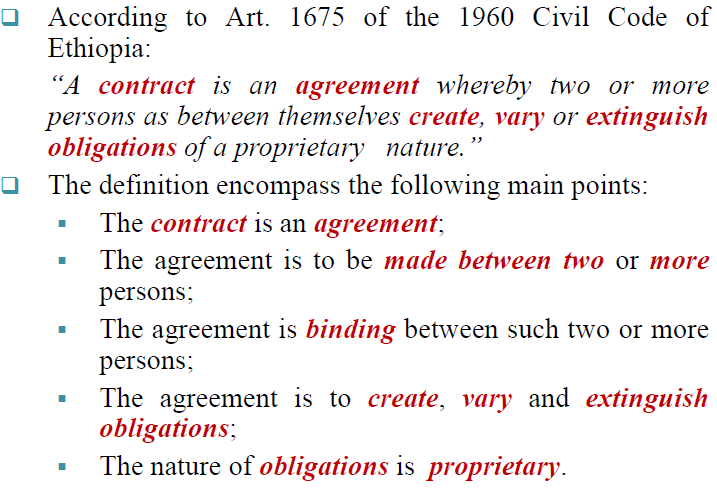 ❑ According to Art. 1675 of the 1960 Civil Code of
Ethiopia:
“A contract is an agreement whereby two or more
persons as between themselves create, vary or extinguish
obligations of a proprietary nature.”
❑ The definition encompass the following main points:
▪ The contract is an agreement;
▪ The agreement is to be made between two or more
persons;
▪ The agreement is binding between such two or more
persons;
▪ The agreement is to create, vary and extinguish
obligations;
▪ The nature of obligations is proprietary.